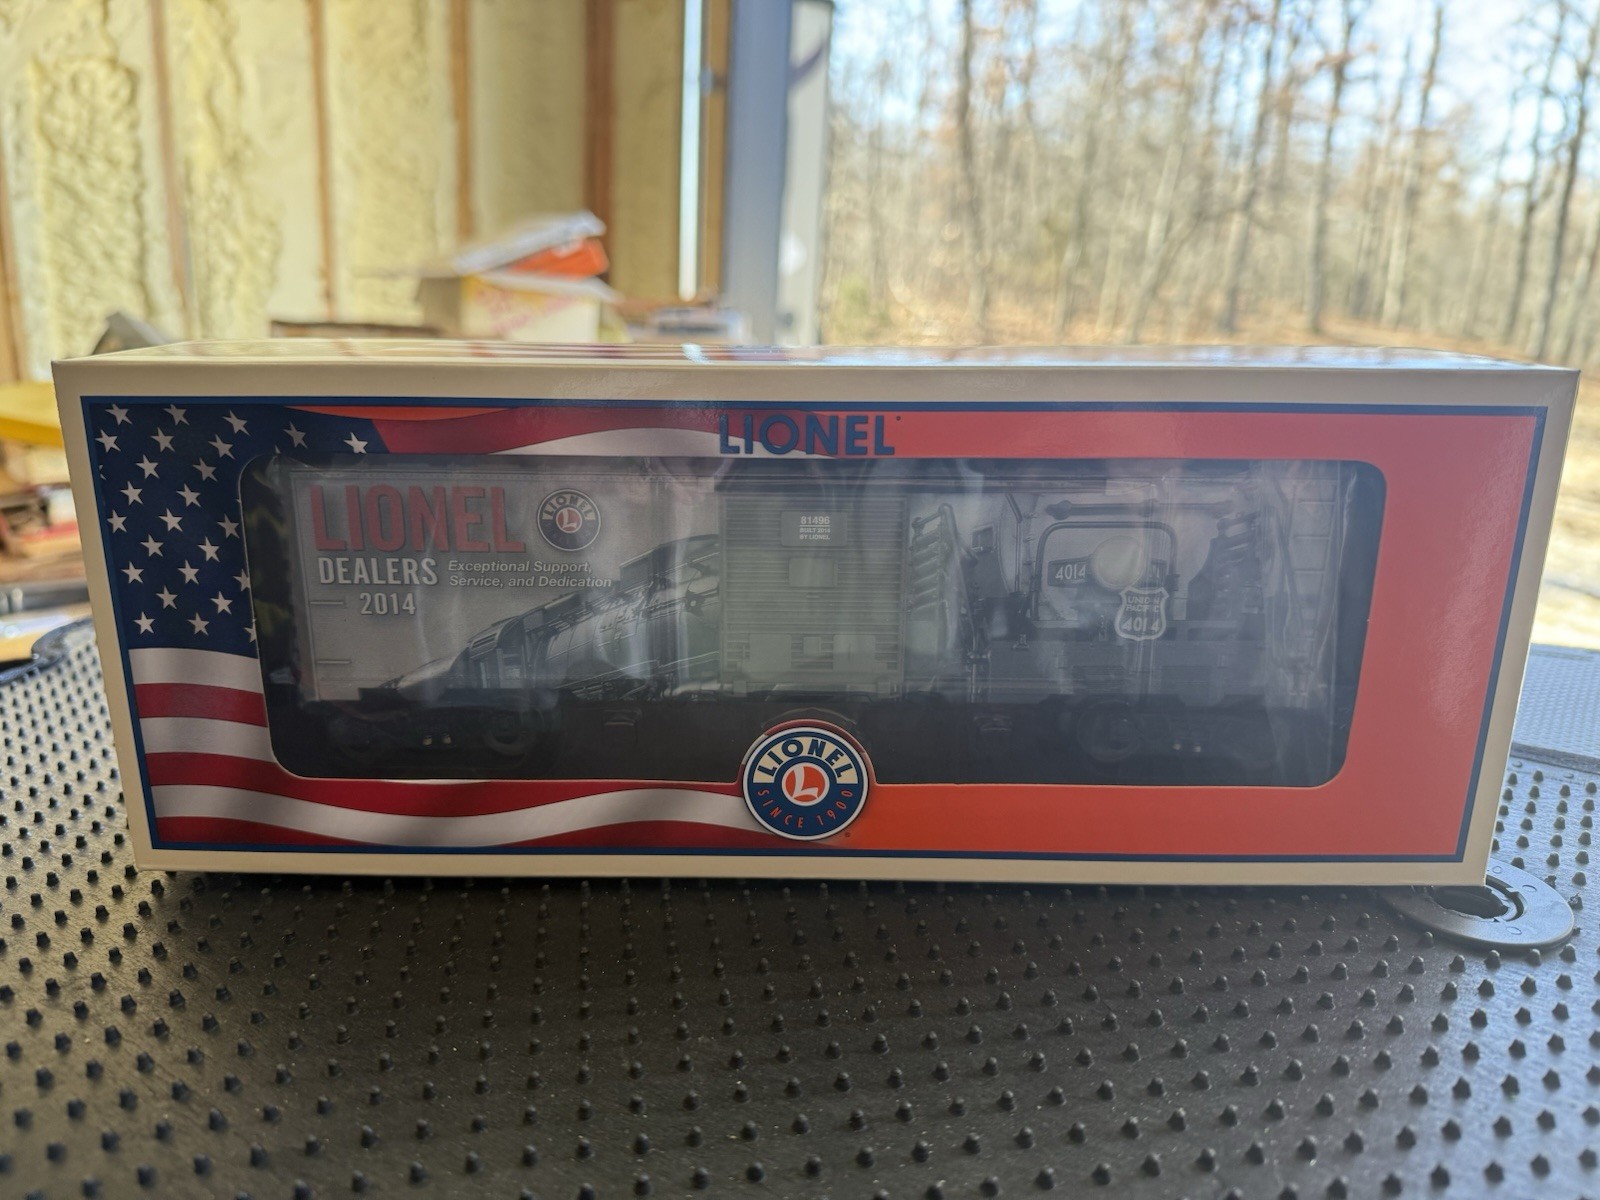 LIONEL
LIONEL
LIONEL
L
DEALERS
Exceptional Support,
Service, and Dedication
2014
81496
BUILT 2014
BY LIONEL
4014
UNION
PACIFIC
4014
LIONEL
L
SINCE 1900